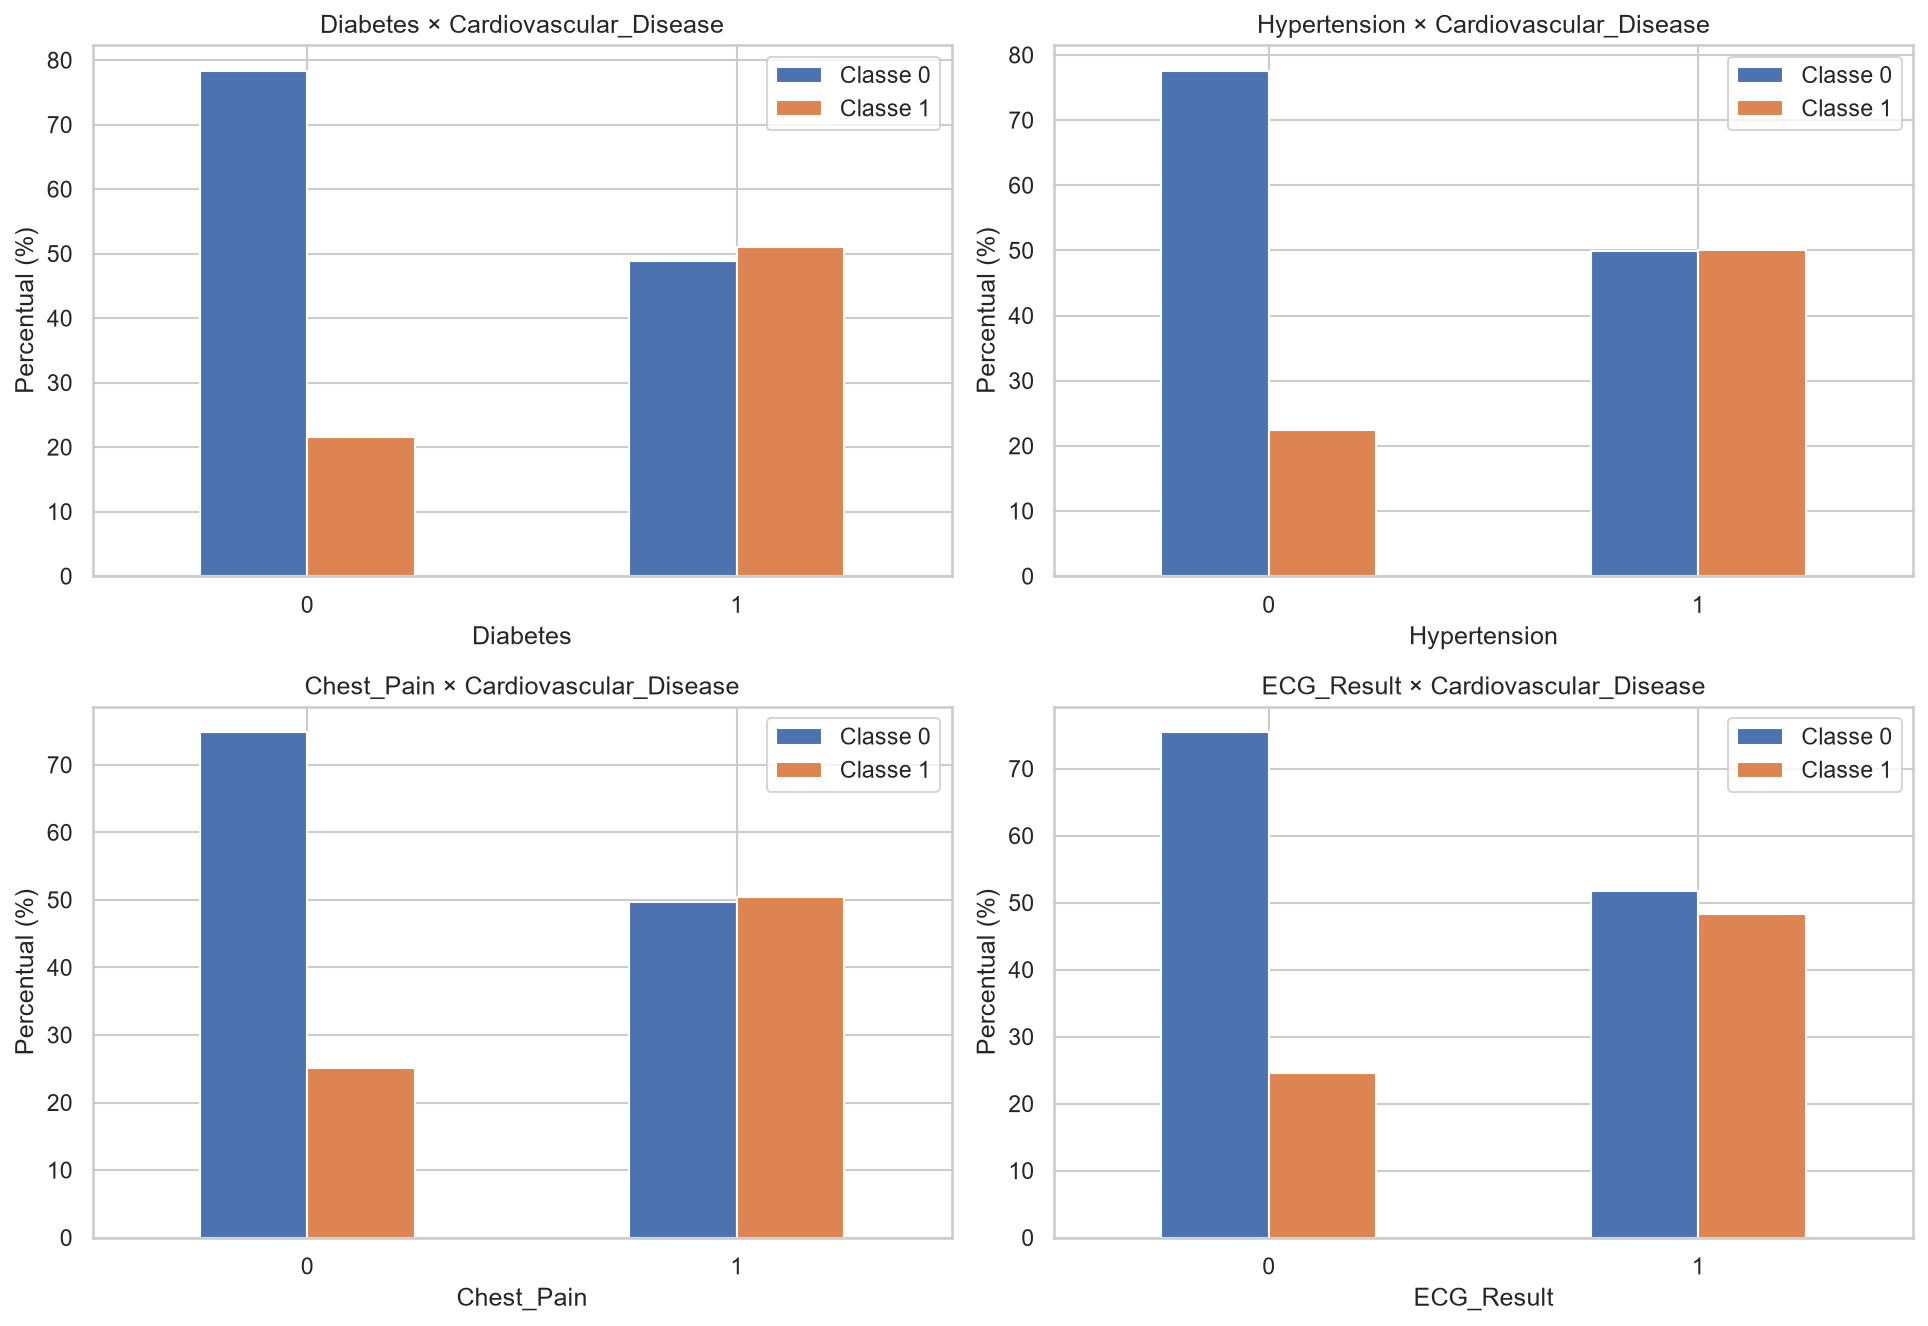 Diabetes × Cardiovascular_Disease
80
70
60
50
40
30
20
10
0
Percentual (%)
Classe 0
Classe 1
0
1
Diabetes
Hypertension × Cardiovascular_Disease
80
70
60
50
40
30
20
10
0
Percentual (%)
Classe 0
Classe 1
0
1
Hypertension
Chest_Pain × Cardiovascular_Disease
70
60
50
40
30
20
10
0
Percentual (%)
Classe 0
Classe 1
0
1
Chest_Pain
ECG_Result × Cardiovascular_Disease
70
60
50
40
30
20
10
0
Percentual (%)
Classe 0
Classe 1
0
1
ECG_Result